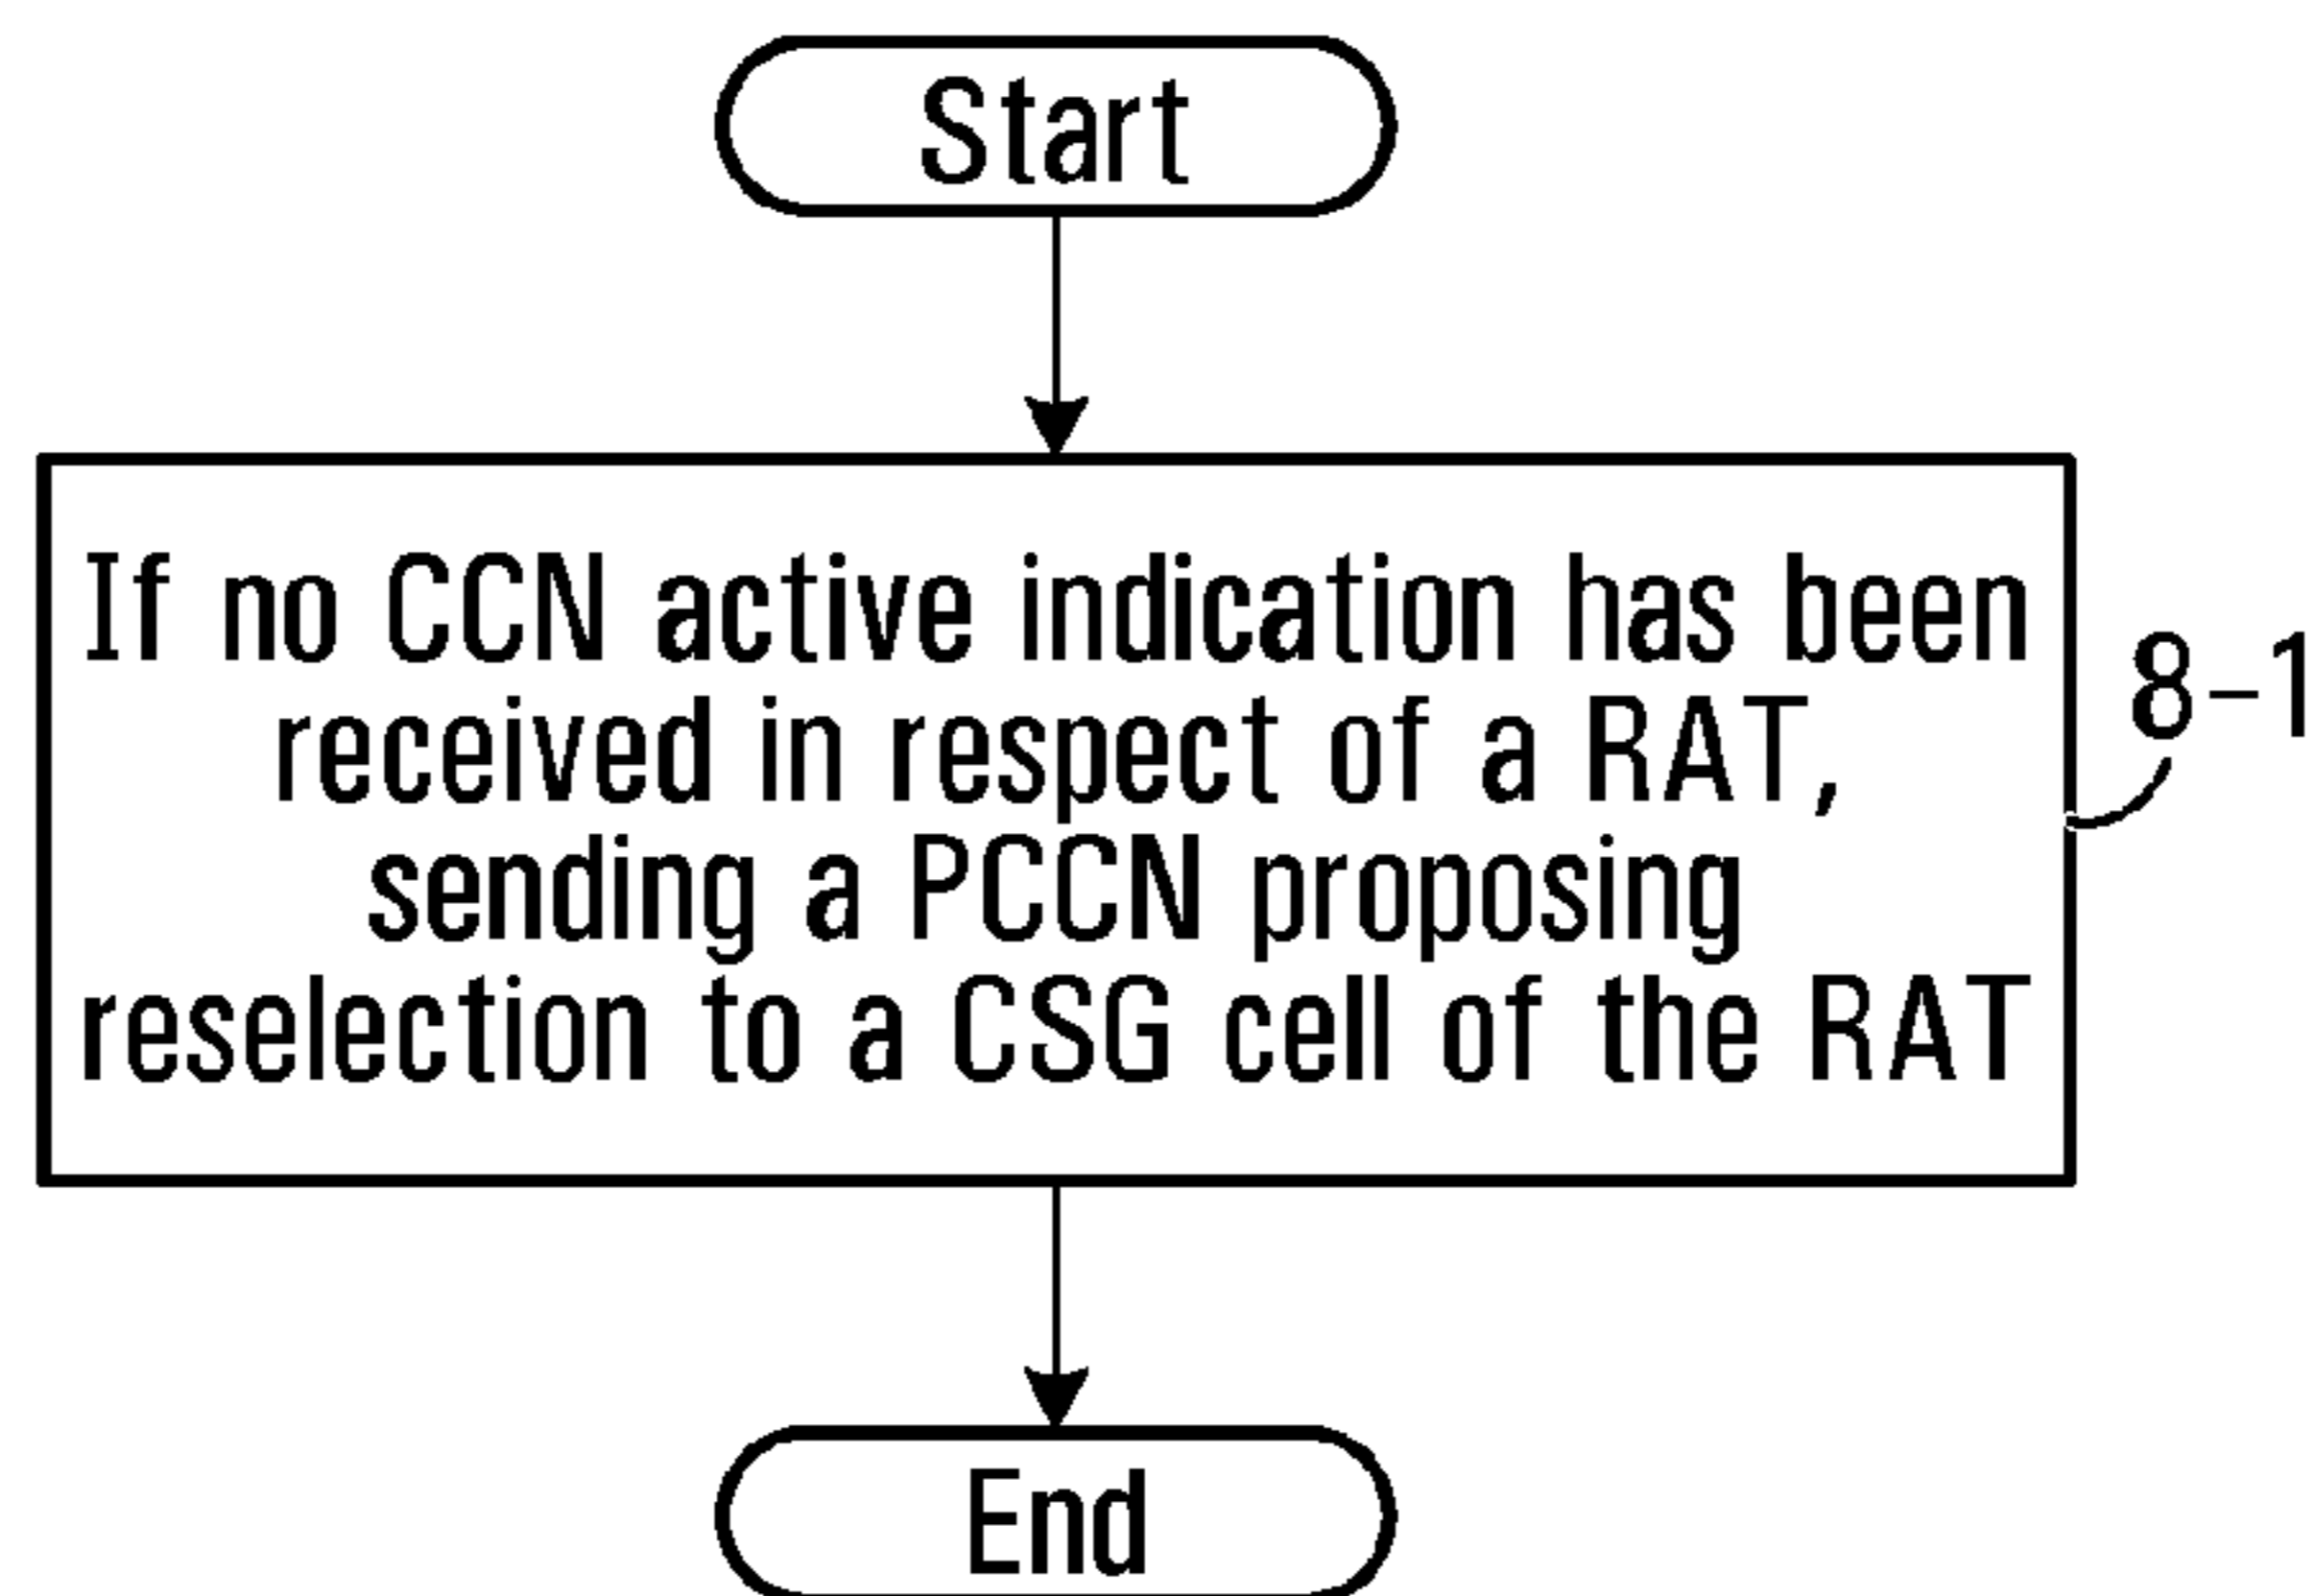 Start
If no CCN active indication has been
received in respect of a RAT,
sending a PCCN proposing
reselection to a CSG cell of the RAT
8-1
End